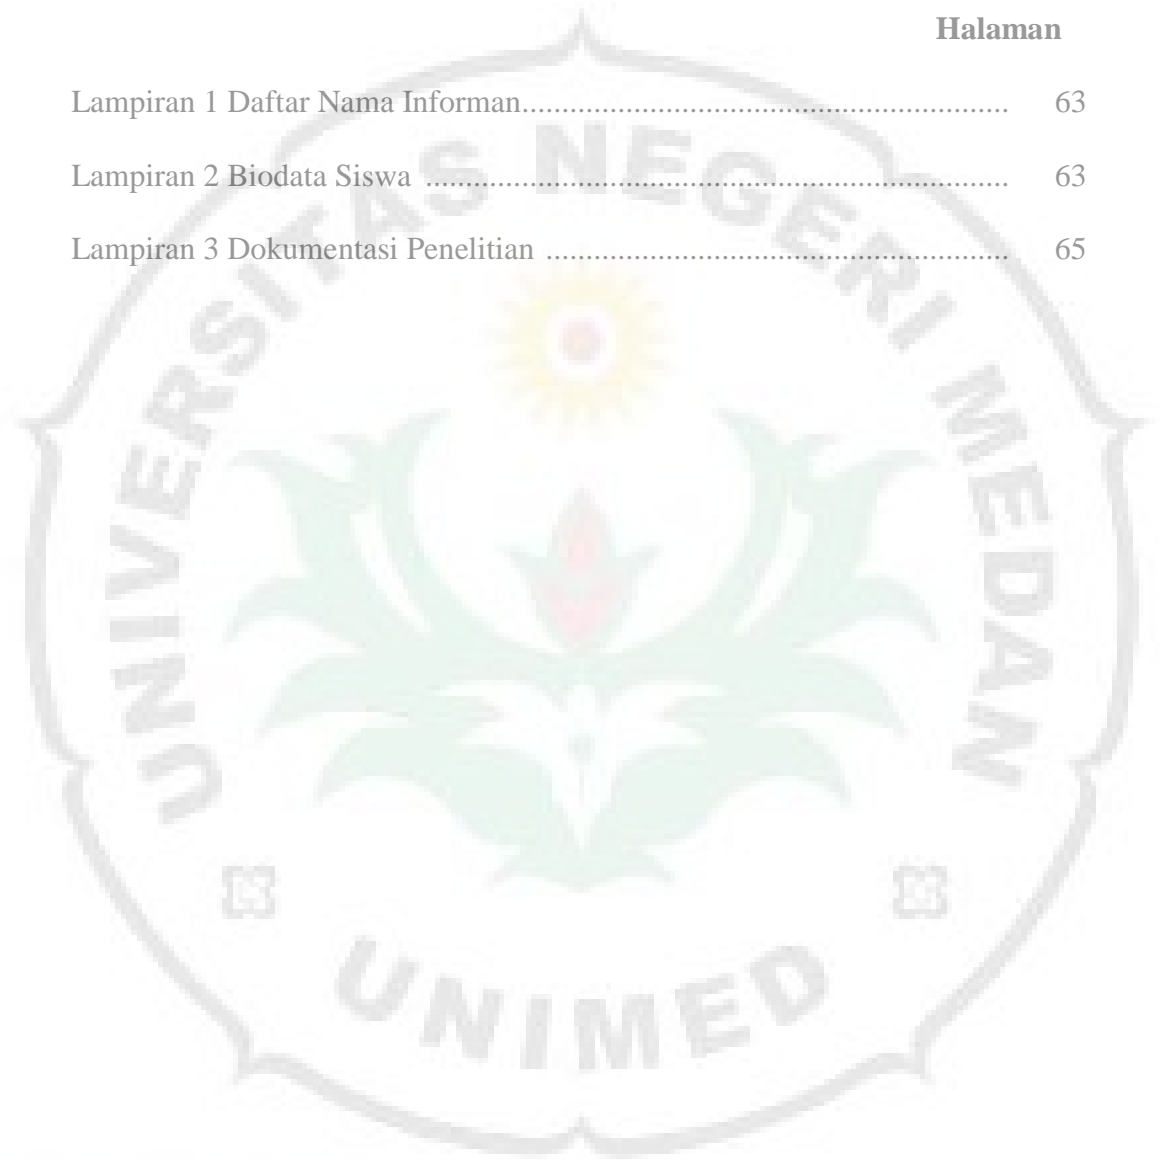 Halaman
Lampiran 1 Daftar Nama Informan............................................................. 63
Lampiran 2 Biodata Siswa ......................................................................... 63
Lampiran 3 Dokumentasi Penelitian .......................................................... 65
UNIVERSITAS NEGERI MEDAN
UNIMED